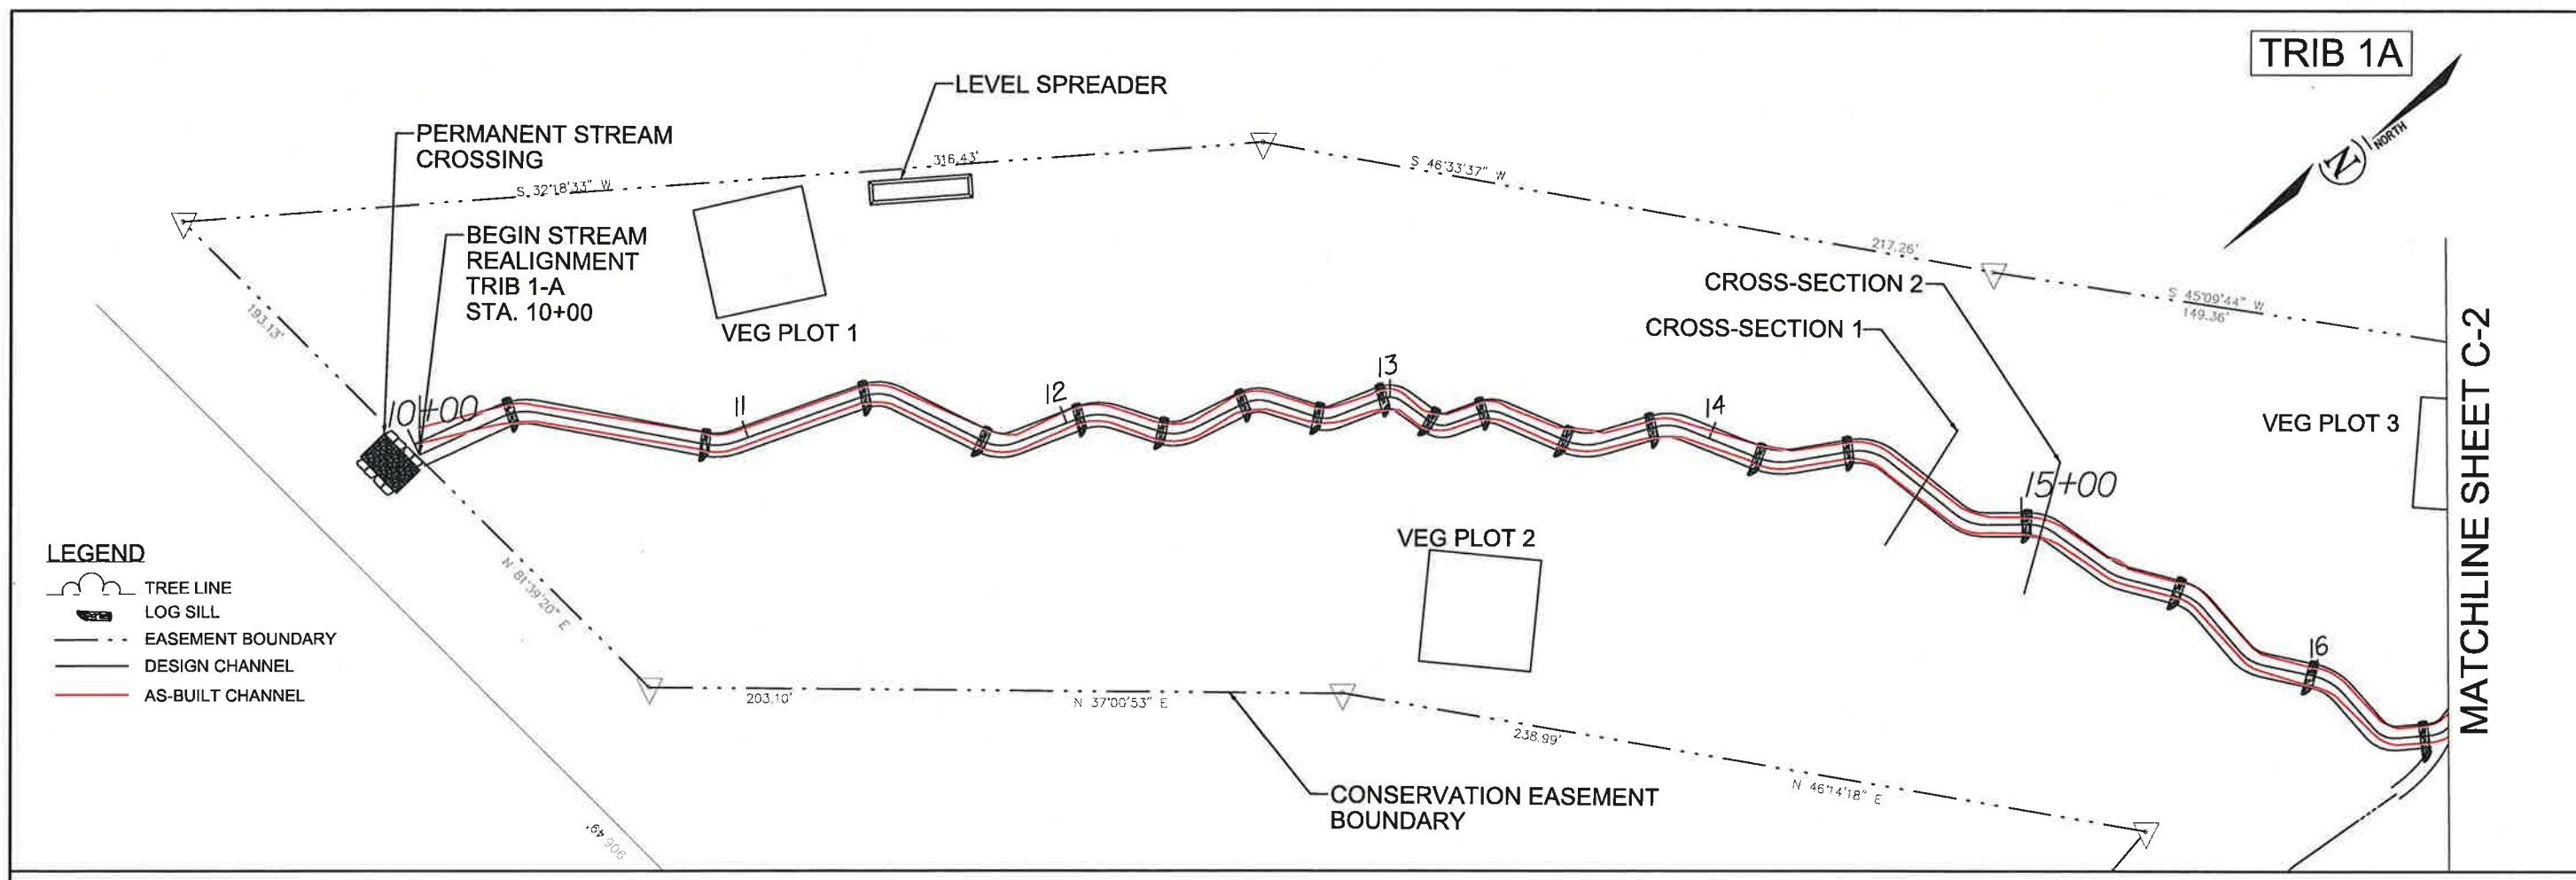 TRIB 1A
NORTH
N
LEVEL SPREADER
PERMANENT STREAM
CROSSING
316.43'
S 32°18'33" W
S 46°33'37" W
217.26'
S 45°09'44" W
149.36'
BEGIN STREAM
REALIGNMENT
TRIB 1-A
STA. 10+00
193.13'
VEG PLOT 1
CROSS-SECTION 2
CROSS-SECTION 1
10+00
11
12
13
14
15+00
16
VEG PLOT 3
MATCHLINE SHEET C-2
VEG PLOT 2
N 81°39'20" E
LEGEND
TREE LINE
LOG SILL
EASEMENT BOUNDARY
DESIGN CHANNEL
AS-BUILT CHANNEL
203.10'
N 37°00'53" E
238.99'
N 46°14'18" E
CONSERVATION EASEMENT
BOUNDARY
906.49'